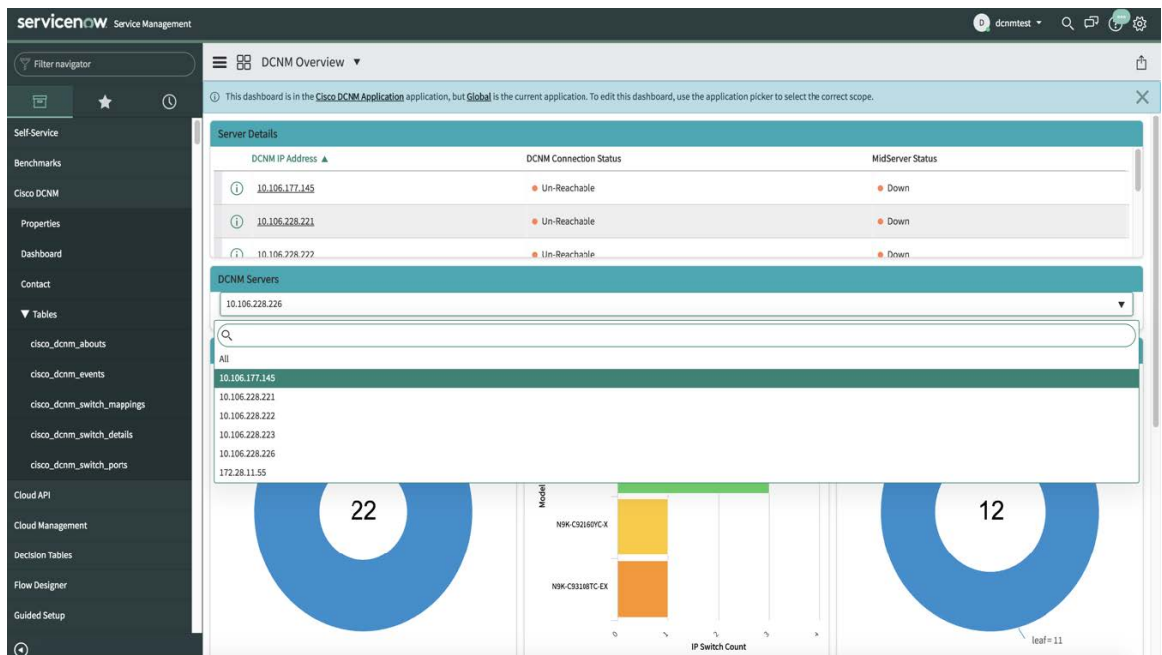 servicenow Service Management
D dcnmtest
Filter navigator
DCNM Overview
This dashboard is in the Cisco DCNM Application application, but Global is the current application. To edit this dashboard, use the application picker to select the correct scope.
Self-Service
Benchmarks
Cisco DCNM
Properties
Dashboard
Contact
Tables
cisco_dcnm_abouts
cisco_dcnm_events
cisco_dcnm_switch_mappings
cisco_dcnm_switch_details
cisco_dcnm_switch_ports
Cloud API
Cloud Management
Decision Tables
Flow Designer
Guided Setup
Server Details
DCNM IP Address ▲ DCNM Connection Status MidServer Status
10.106.177.145 Un-Reachable Down
10.106.228.221 Un-Reachable Down
10.106.228.222 Un-Reachable Down
DCNM Servers
10.106.228.226
All
10.106.177.145
10.106.228.221
10.106.228.222
10.106.228.223
10.106.228.226
172.28.11.55
22
Model
N9K-C92160YC-X
N9K-C93108TC-EX
0 1 2 3 4
IP Switch Count
12
leaf = 11